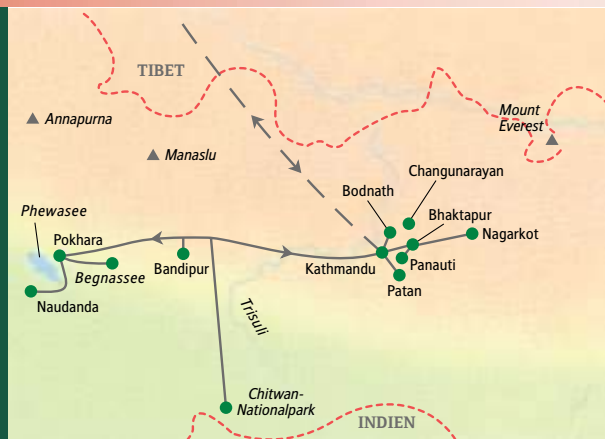 TIBET
Annapurna
Manaslu
Mount
Everest
Changunarayan
Bodnath
Bhaktapur
Phewasee
Pokhara
Nagarkot
Begnassee
Bandipur
Kathmandu
Panauti
Patan
Naudanda
Trisuli
Chitwan-
Nationalpark
INDIEN